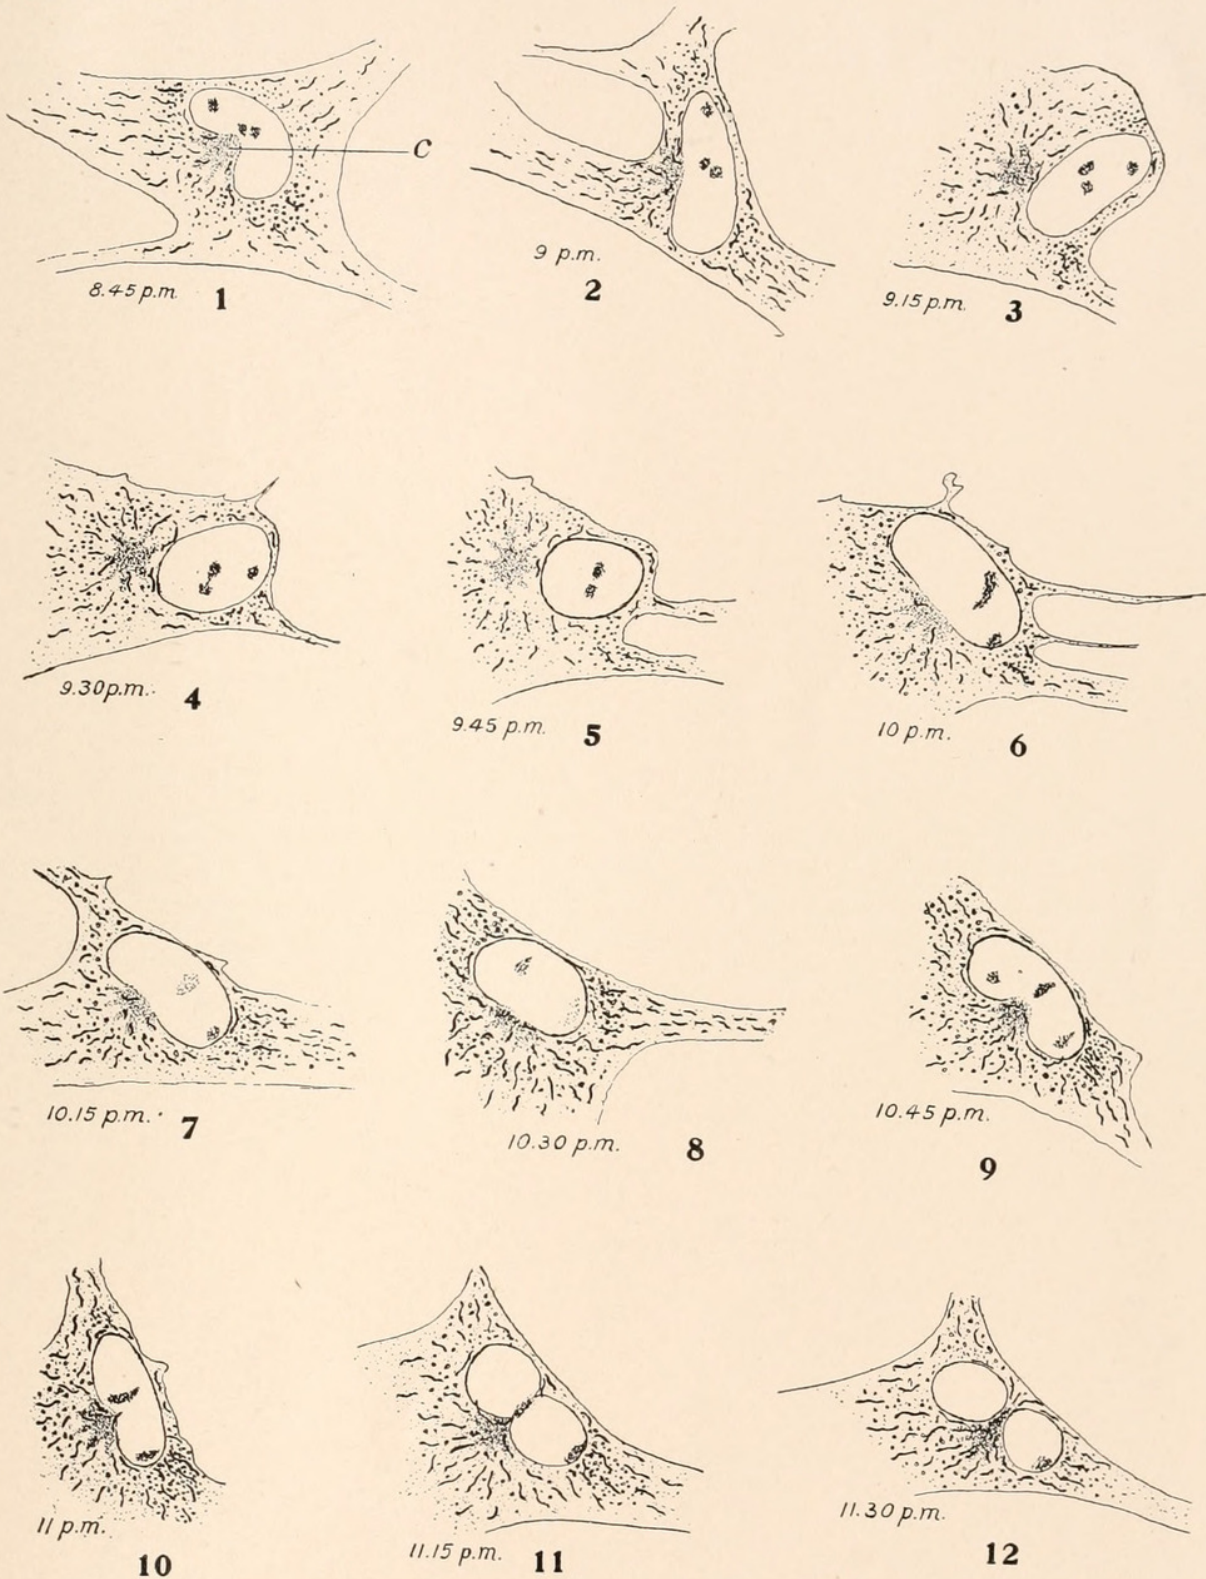 C
8.45 p.m. 1
9 p.m. 2
9.15 p.m. 3
9.30 p.m. 4
9.45 p.m. 5
10 p.m. 6
10.15 p.m. 7
10.30 p.m. 8
10.45 p.m. 9
11 p.m. 10
11.15 p.m. 11
11.30 p.m. 12